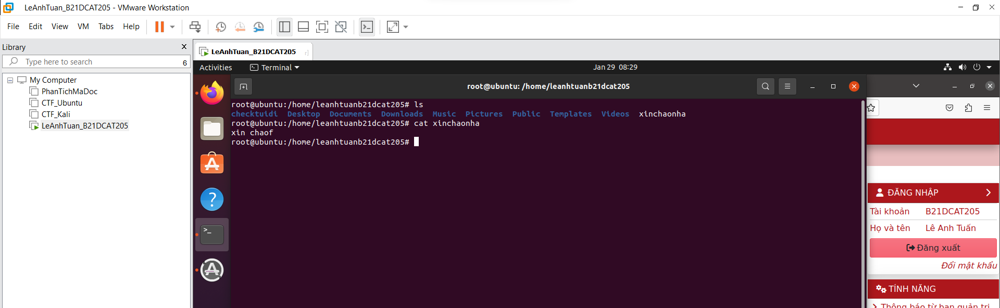 LeAnhTuan_B21DCAT205 - VMware Workstation
File Edit View VM Tabs Help
Library
Type here to search
6
My Computer
PhanTichMaDoc
CTF_Ubuntu
CTF_Kali
LeAnhTuan_B21DCAT205
LeAnhTuan_B21DCAT205
Activities Terminal Jan 29 08:29
root@ubuntu: /home/leanhtuanb21dcat205
root@ubuntu:/home/leanhtuanb21dcat205# ls
checktuidi Desktop Documents Downloads Music Pictures Public Templates Videos xinchaonha
root@ubuntu:/home/leanhtuanb21dcat205# cat xinchaonha
xin chaof
root@ubuntu:/home/leanhtuanb21dcat205#
ĐĂNG NHẬP
Tài khoản B21DCAT205
Họ và tên Lê Anh Tuấn
Đăng xuất
Đổi mật khẩu
TÍNH NĂNG
Thông báo từ ban quản trị